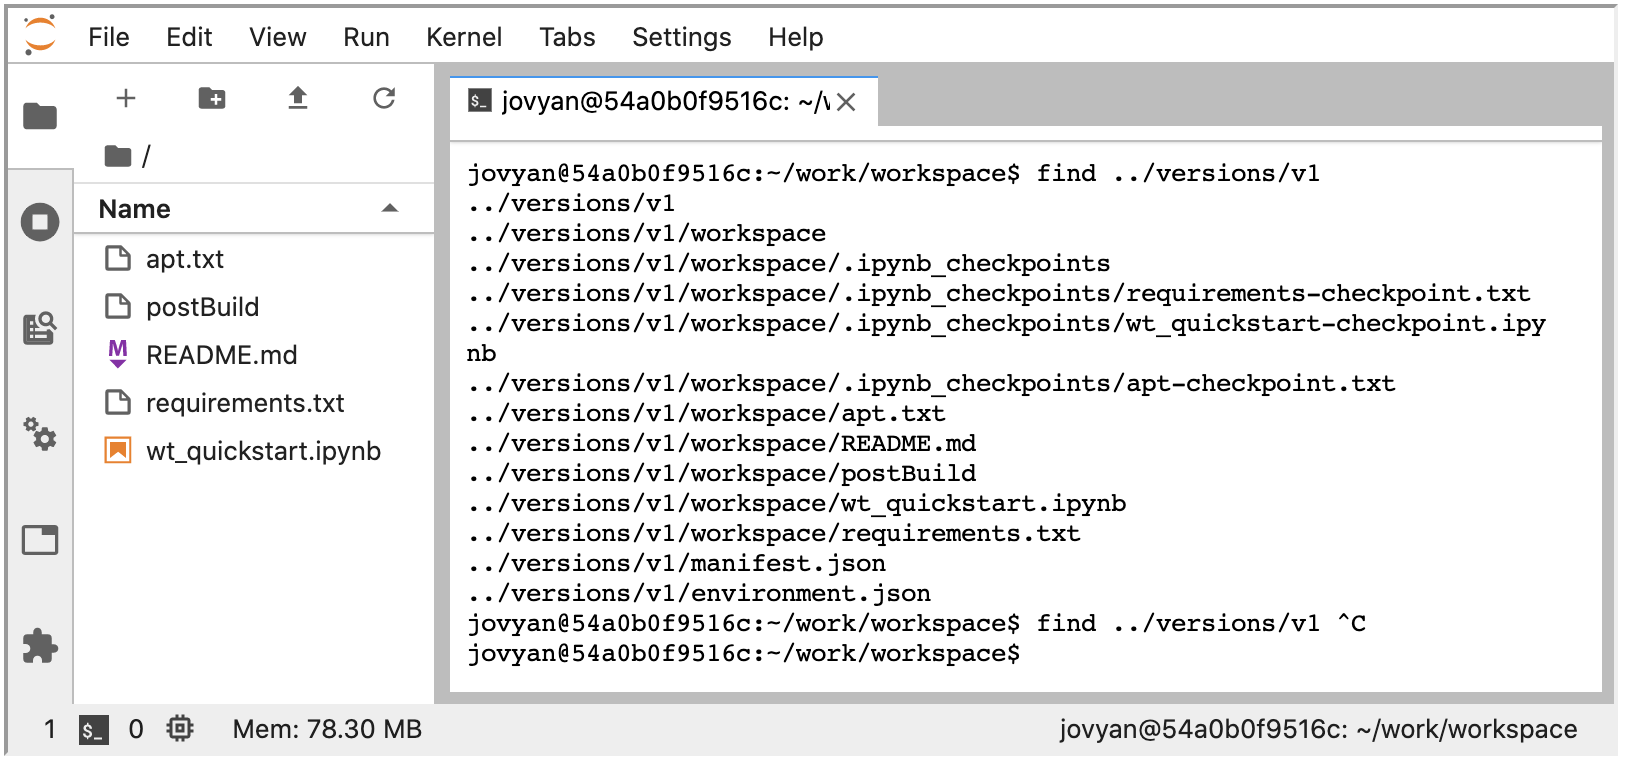 File Edit View Run Kernel Tabs Settings Help
/
Name
apt.txt
postBuild
README.md
requirements.txt
wt_quickstart.ipynb
jovyan@54a0b0f9516c: ~/w
jovyan@54a0b0f9516c:~/work/workspace$ find ../versions/v1
../versions/v1
../versions/v1/workspace
../versions/v1/workspace/.ipynb_checkpoints
../versions/v1/workspace/.ipynb_checkpoints/requirements-checkpoint.txt
../versions/v1/workspace/.ipynb_checkpoints/wt_quickstart-checkpoint.ipy
nb
../versions/v1/workspace/.ipynb_checkpoints/apt-checkpoint.txt
../versions/v1/workspace/apt.txt
../versions/v1/workspace/README.md
../versions/v1/workspace/postBuild
../versions/v1/workspace/wt_quickstart.ipynb
../versions/v1/workspace/requirements.txt
../versions/v1/manifest.json
../versions/v1/environment.json
jovyan@54a0b0f9516c:~/work/workspace$ find ../versions/v1 ^C
jovyan@54a0b0f9516c:~/work/workspace$
1 $_ 0 Mem: 78.30 MB jovyan@54a0b0f9516c: ~/work/workspace